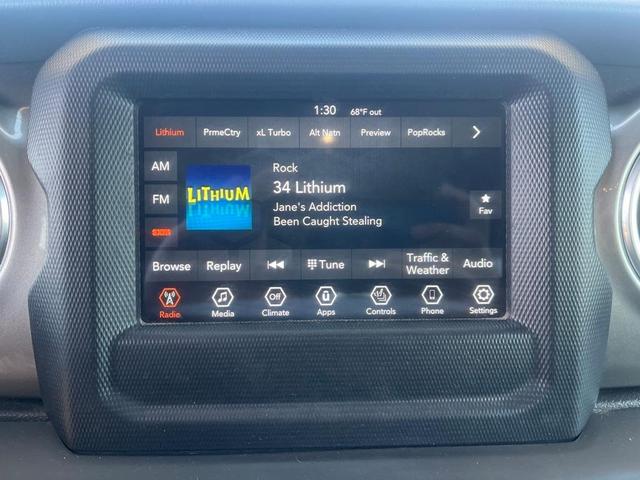 1:30 68°F out
Lithium PrmeCtry xL Turbo Alt Natn Preview PopRocks
AM
FM
LITHIUM
Rock
34 Lithium
Jane's Addiction
Been Caught Stealing
Fav
Browse Replay Tune Traffic & Weather Audio
Radio Media Off Climate Apps Controls Phone Settings